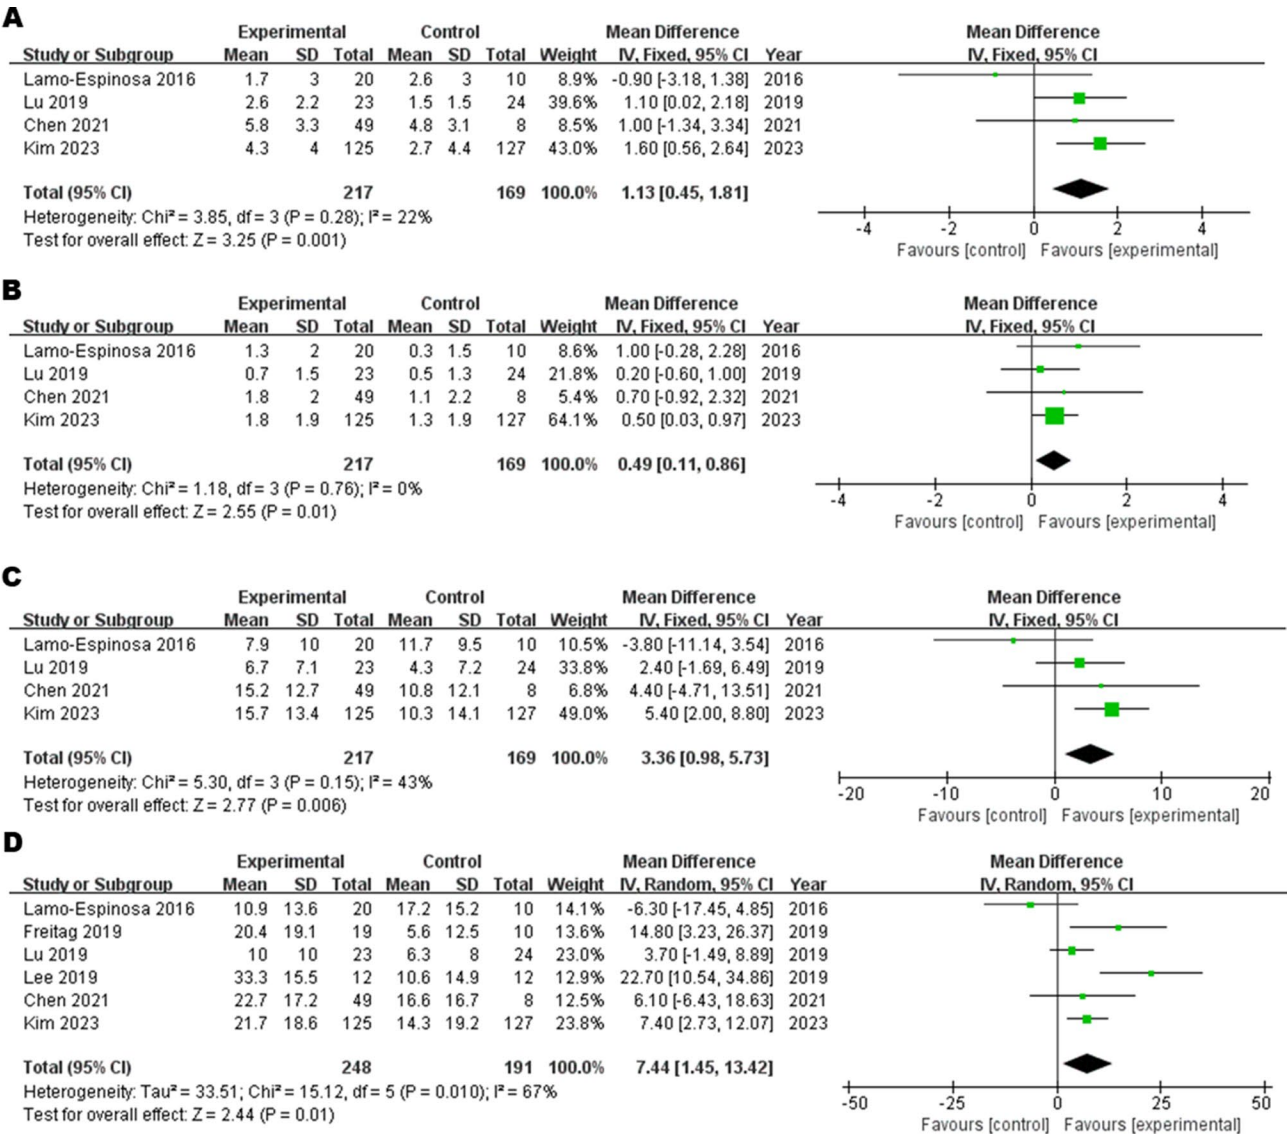 A
Experimental Control Mean Difference Mean Difference
Study or Subgroup Mean SD Total Mean SD Total Weight IV, Fixed, 95% CI Year IV, Fixed, 95% CI
Lamo-Espinosa 2016 1.7 3 20 2.6 3 10 8.9% -0.90 [-3.18, 1.38] 2016
Lu 2019 2.6 2.2 23 1.5 1.5 24 39.6% 1.10 [0.02, 2.18] 2019
Chen 2021 5.8 3.3 49 4.8 3.1 8 8.5% 1.00 [-1.34, 3.34] 2021
Kim 2023 4.3 4 125 2.7 4.4 127 43.0% 1.60 [0.56, 2.64] 2023
Total (95% CI) 217 169 100.0% 1.13 [0.45, 1.81]
Heterogeneity: Chi² = 3.85, df = 3 (P = 0.28); I² = 22%
Test for overall effect: Z = 3.25 (P = 0.001)
-4 -2 0 2 4
Favours [control] Favours [experimental]
B
Experimental Control Mean Difference Mean Difference
Study or Subgroup Mean SD Total Mean SD Total Weight IV, Fixed, 95% CI Year IV, Fixed, 95% CI
Lamo-Espinosa 2016 1.3 2 20 0.3 1.5 10 8.6% 1.00 [-0.28, 2.28] 2016
Lu 2019 0.7 1.5 23 0.5 1.3 24 21.8% 0.20 [-0.60, 1.00] 2019
Chen 2021 1.8 2 49 1.1 2.2 8 5.4% 0.70 [-0.92, 2.32] 2021
Kim 2023 1.8 1.9 125 1.3 1.9 127 64.1% 0.50 [0.03, 0.97] 2023
Total (95% CI) 217 169 100.0% 0.49 [0.11, 0.86]
Heterogeneity: Chi² = 1.18, df = 3 (P = 0.76); I² = 0%
Test for overall effect: Z = 2.55 (P = 0.01)
-4 -2 0 2 4
Favours [control] Favours [experimental]
C
Experimental Control Mean Difference Mean Difference
Study or Subgroup Mean SD Total Mean SD Total Weight IV, Fixed, 95% CI Year IV, Fixed, 95% CI
Lamo-Espinosa 2016 7.9 10 20 11.7 9.5 10 10.5% -3.80 [-11.14, 3.54] 2016
Lu 2019 6.7 7.1 23 4.3 7.2 24 33.8% 2.40 [-1.69, 6.49] 2019
Chen 2021 15.2 12.7 49 10.8 12.1 8 6.8% 4.40 [-4.71, 13.51] 2021
Kim 2023 15.7 13.4 125 10.3 14.1 127 49.0% 5.40 [2.00, 8.80] 2023
Total (95% CI) 217 169 100.0% 3.36 [0.98, 5.73]
Heterogeneity: Chi² = 5.30, df = 3 (P = 0.15); I² = 43%
Test for overall effect: Z = 2.77 (P = 0.006)
-20 -10 0 10 20
Favours [control] Favours [experimental]
D
Experimental Control Mean Difference Mean Difference
Study or Subgroup Mean SD Total Mean SD Total Weight IV, Random, 95% CI Year IV, Random, 95% CI
Lamo-Espinosa 2016 10.9 13.6 20 17.2 15.2 10 14.1% -6.30 [-17.45, 4.85] 2016
Freitag 2019 20.4 19.1 19 5.6 12.5 10 13.6% 14.80 [3.23, 26.37] 2019
Lu 2019 10 10 23 6.3 8 24 23.0% 3.70 [-1.49, 8.89] 2019
Lee 2019 33.3 15.5 12 10.6 14.9 12 12.9% 22.70 [10.54, 34.86] 2019
Chen 2021 22.7 17.2 49 16.6 16.7 8 12.5% 6.10 [-6.43, 18.63] 2021
Kim 2023 21.7 18.6 125 14.3 19.2 127 23.8% 7.40 [2.73, 12.07] 2023
Total (95% CI) 248 191 100.0% 7.44 [1.45, 13.42]
Heterogeneity: Tau² = 33.51; Chi² = 15.12, df = 5 (P = 0.010); I² = 67%
Test for overall effect: Z = 2.44 (P = 0.01)
-50 -25 0 25 50
Favours [control] Favours [experimental]